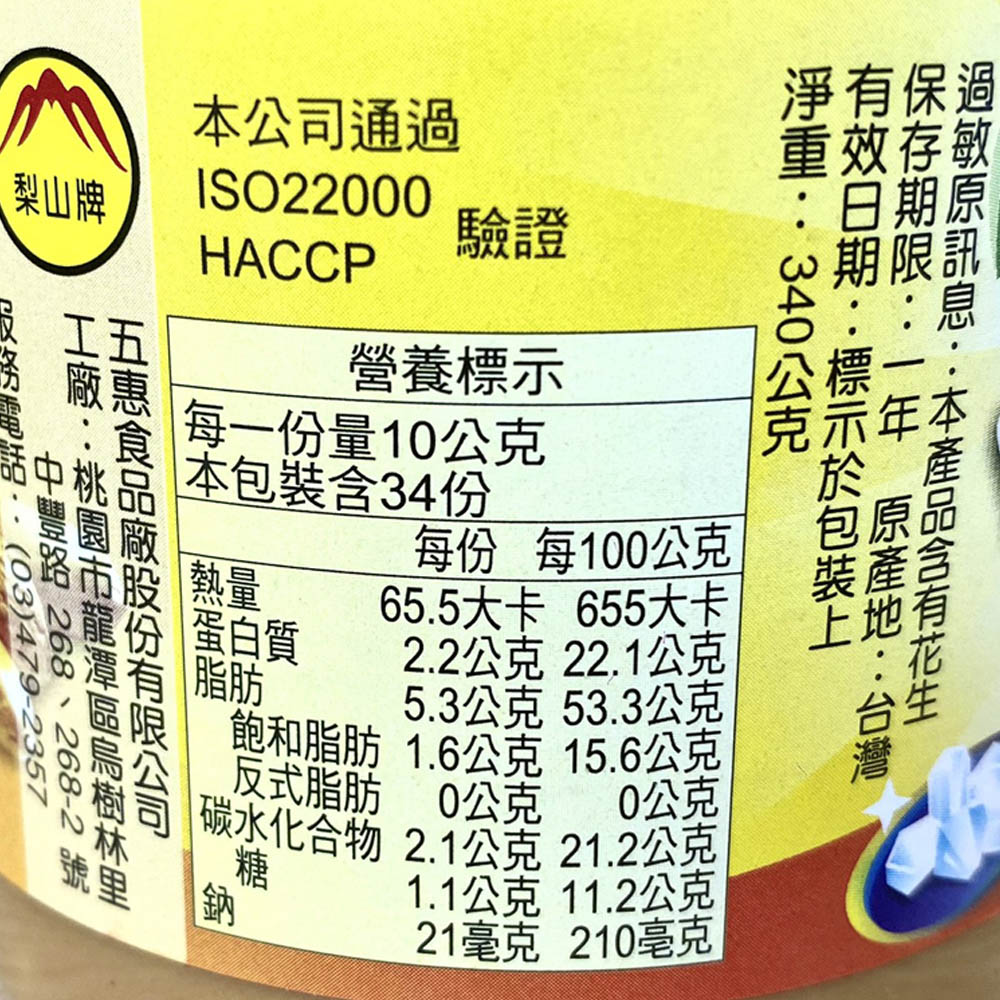 梨山牌
本公司通過
ISO22000
HACCP
驗證
過敏原訊息：本產品含有花生
保存期限：一年 原產地：台灣
有效日期：標示於包裝上
淨重：340公克
營養標示
每一份量10公克
本包裝含34份
每份 每100公克
熱量 65.5大卡 655大卡
蛋白質 2.2公克 22.1公克
脂肪 5.3公克 53.3公克
飽和脂肪 1.6公克 15.6公克
反式脂肪 0公克 0公克
碳水化合物 2.1公克 21.2公克
糖 1.1公克 11.2公克
鈉 21毫克 210毫克
五惠食品廠股份有限公司
工廠：桃園市龍潭區烏樹林里
中豐路 268、268-2 號
服務電話：(03)479-2357